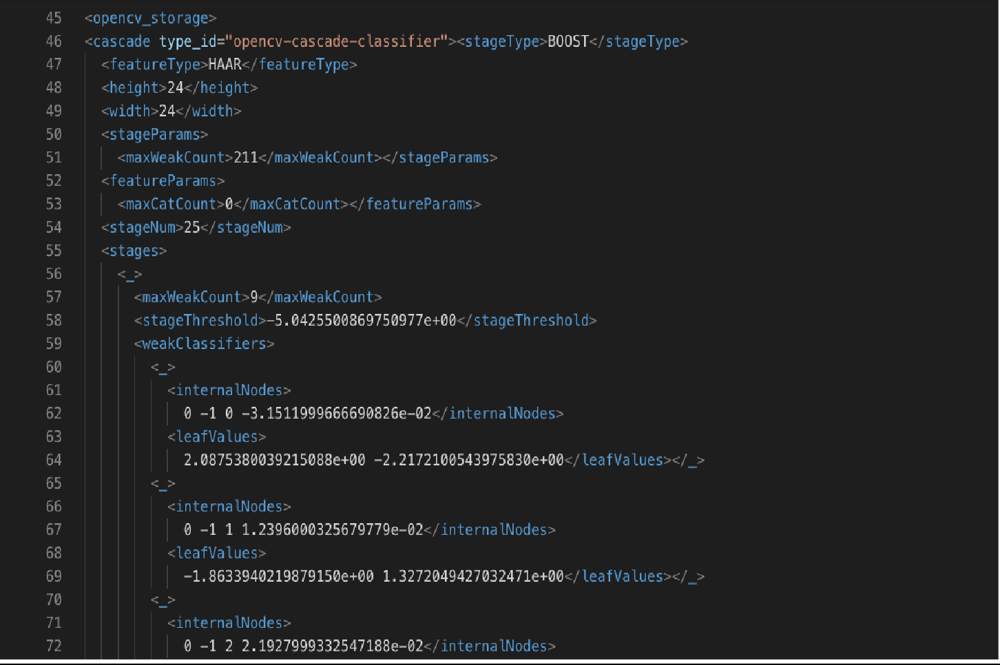 45 <opencv_storage>
46 <cascade type_id="opencv-cascade-classifier"><stageType>BOOST</stageType>
47 <featureType>HAAR</featureType>
48 <height>24</height>
49 <width>24</width>
50 <stageParams>
51 <maxWeakCount>211</maxWeakCount></stageParams>
52 <featureParams>
53 <maxCatCount>0</maxCatCount></featureParams>
54 <stageNum>25</stageNum>
55 <stages>
56 <_>
57 <maxWeakCount>9</maxWeakCount>
58 <stageThreshold>-5.0425500869750977e+00</stageThreshold>
59 <weakClassifiers>
60 <_>
61 <internalNodes>
62 0 -1 0 -3.1511999666690826e-02</internalNodes>
63 <leafValues>
64 2.0875380039215088e+00 -2.2172100543975830e+00</leafValues></_>
65 <_>
66 <internalNodes>
67 0 -1 1 1.2396000325679779e-02</internalNodes>
68 <leafValues>
69 -1.8633940219879150e+00 1.3272049427032471e+00</leafValues></_>
70 <_>
71 <internalNodes>
72 0 -1 2 2.1927999332547188e-02</internalNodes>